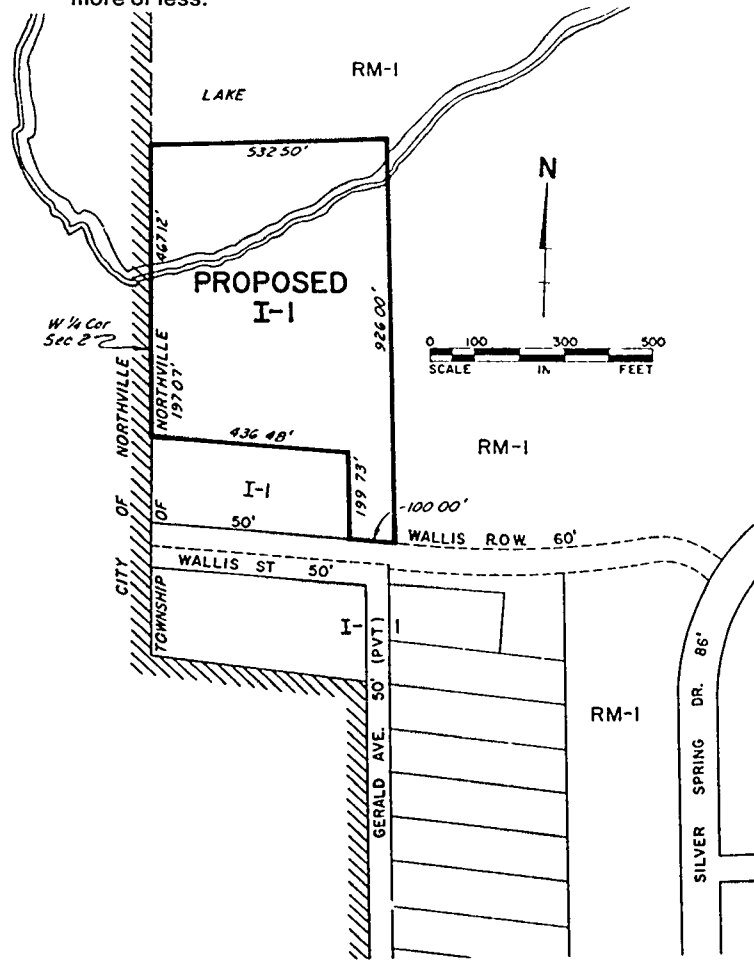 more or less.
RM-1
LAKE
532 50'
467 12'
N
PROPOSED
I-1
W 1/4 Cor
Sec 2
926 00'
0 100 300 500
SCALE IN FEET
197 07'
436 48'
RM-1
I-1
199 73'
100 00'
50'
WALLIS R.O.W. 60'
WALLIS ST 50'
CITY OF NORTHVILLE
TOWNSHIP OF NORTHVILLE
I-1
GERALD AVE. 50' (PVT)
RM-1
SILVER SPRING DR. 86'